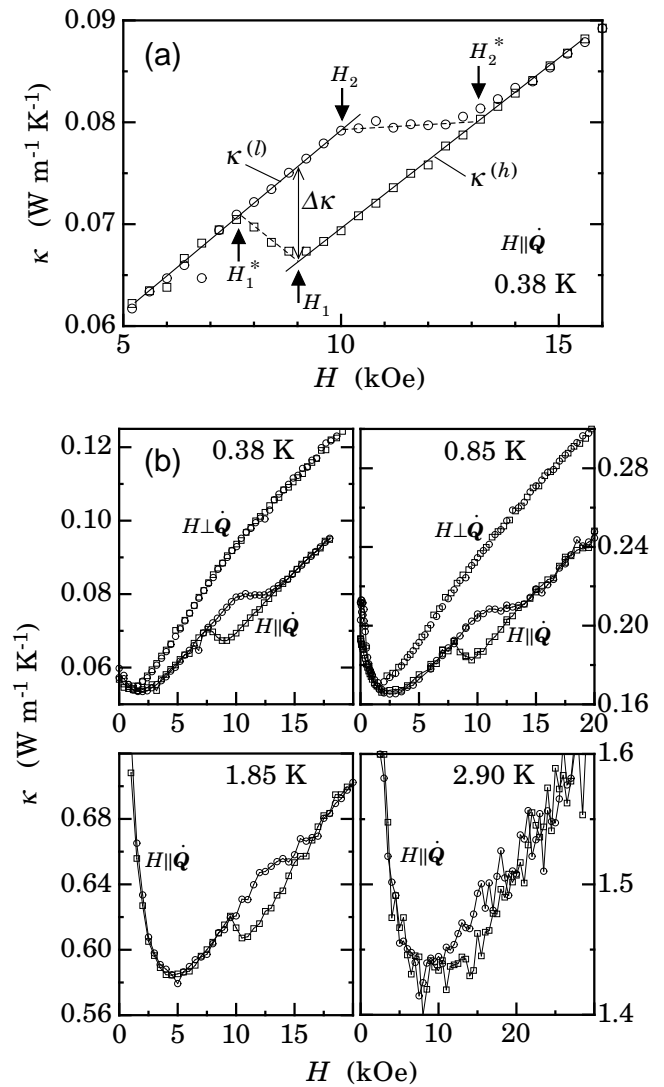 (a)
0.09
0.08
0.07
0.06
κ (W m⁻¹ K⁻¹)
H₂
H₂*
κ⁽ˡ⁾
Δκ
κ⁽ʰ⁾
H₁*
H₁
H∥Q̇
0.38 K
5 10 15
H (kOe)
(b)
0.38 K
0.85 K
0.12
0.10
0.08
0.06
H⊥Q̇
H∥Q̇
0 5 10 15
H⊥Q̇
H∥Q̇
0.28
0.24
0.20
0.16
0 5 10 15 20
κ (W m⁻¹ K⁻¹)
1.85 K
2.90 K
0.68
0.64
0.60
0.56
H∥Q̇
0 5 10 15
H∥Q̇
1.6
1.5
1.4
0 10 20
H (kOe)